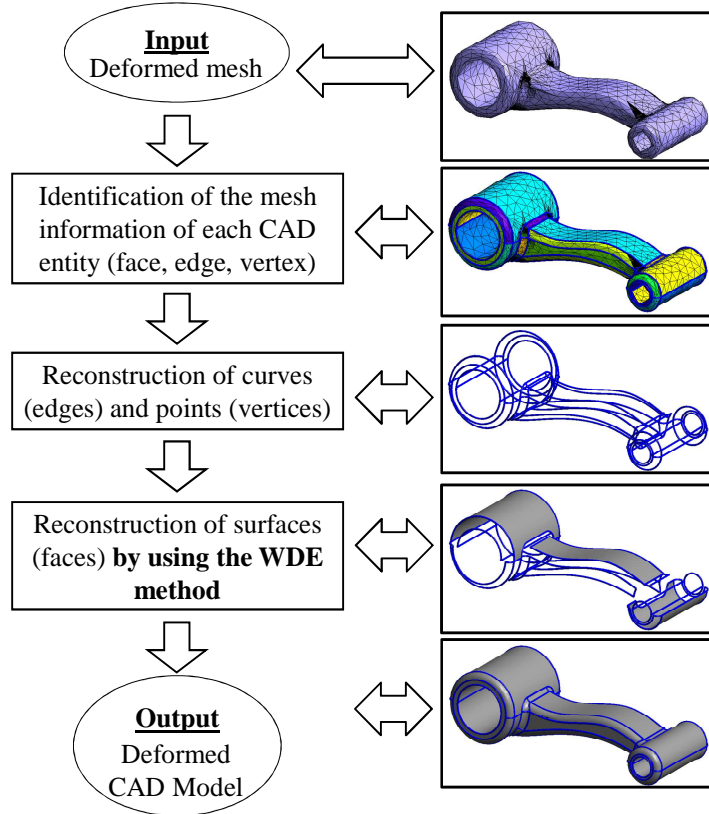 Input
Deformed mesh
Identification of the mesh
information of each CAD
entity (face, edge, vertex)
Reconstruction of curves
(edges) and points (vertices)
Reconstruction of surfaces
(faces) by using the WDE
method
Output
Deformed
CAD Model